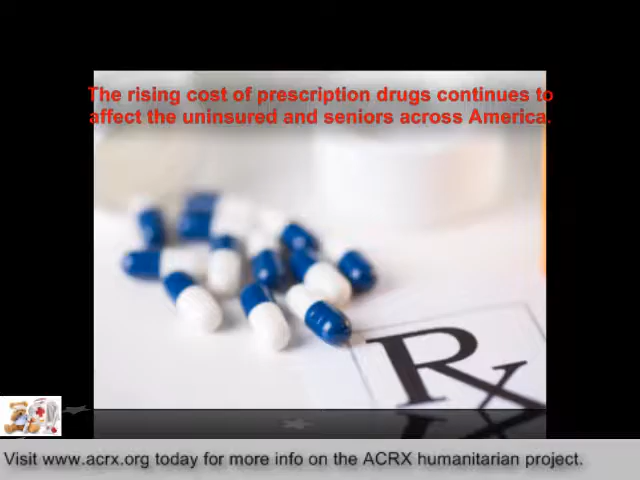 The rising cost of prescription drugs continues to
affect the uninsured and seniors across America.
Rx
Visit www.acrx.org today for more info on the ACRX humanitarian project.